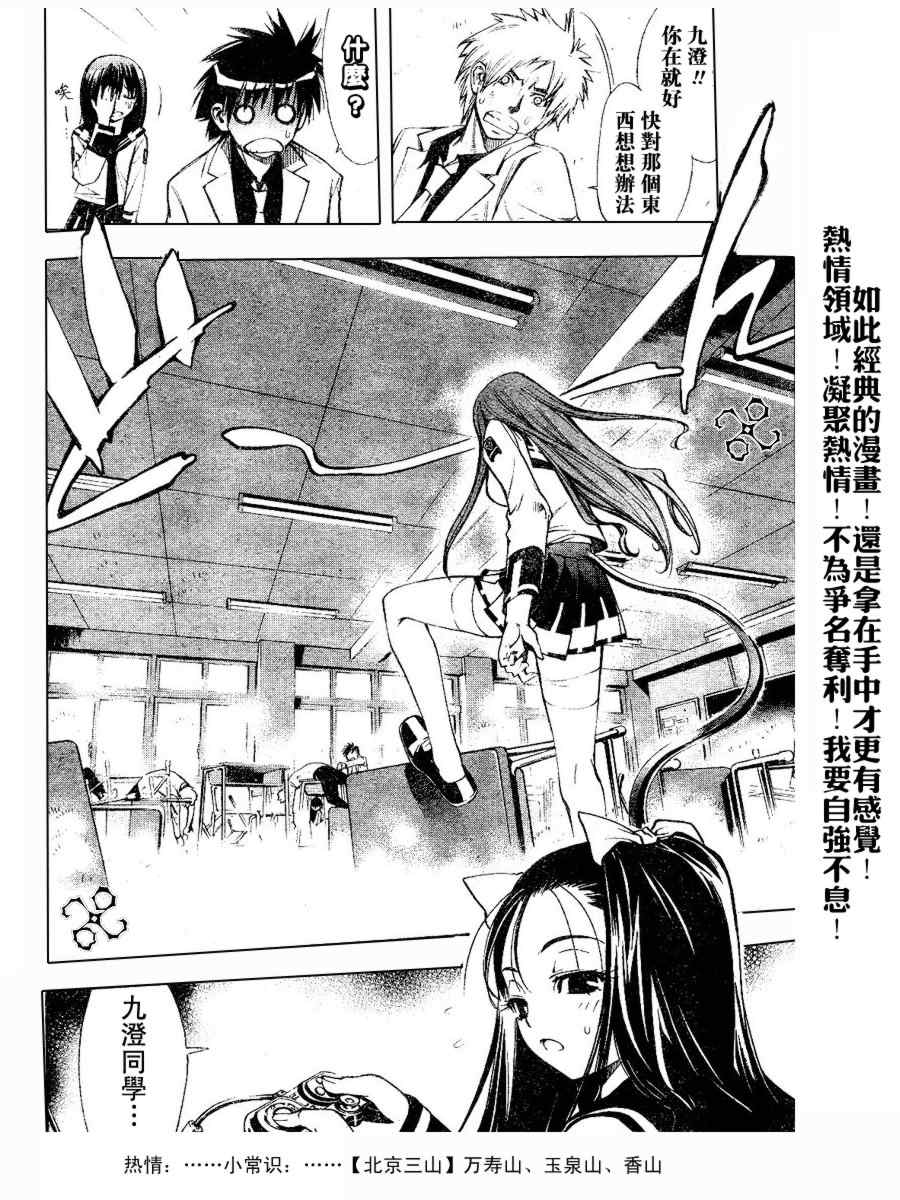 九澄!!
你在就好
快對那個東
西想想辦法
什麼?
唉
ドくん
九澄同學…
如此經典的漫畫!還是拿在手中才更有感覺!
熱情領域!凝聚熱情!不為爭名奪利!我要自強不息!
热情:……小常识:……【北京三山】万寿山、玉泉山、香山